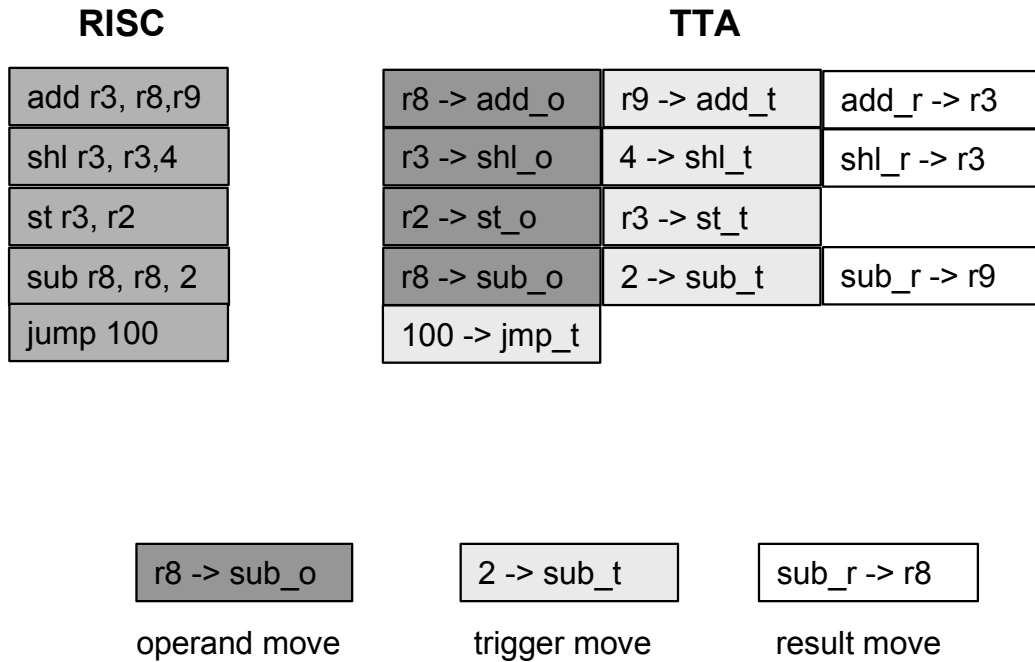 RISC TTA
add r3, r8,r9 r8 -> add_o r9 -> add_t add_r -> r3
shl r3, r3,4 r3 -> shl_o 4 -> shl_t shl_r -> r3
st r3, r2 r2 -> st_o r3 -> st_t
sub r8, r8, 2 r8 -> sub_o 2 -> sub_t sub_r -> r9
jump 100 100 -> jmp_t
r8 -> sub_o 2 -> sub_t sub_r -> r8
operand move trigger move result move